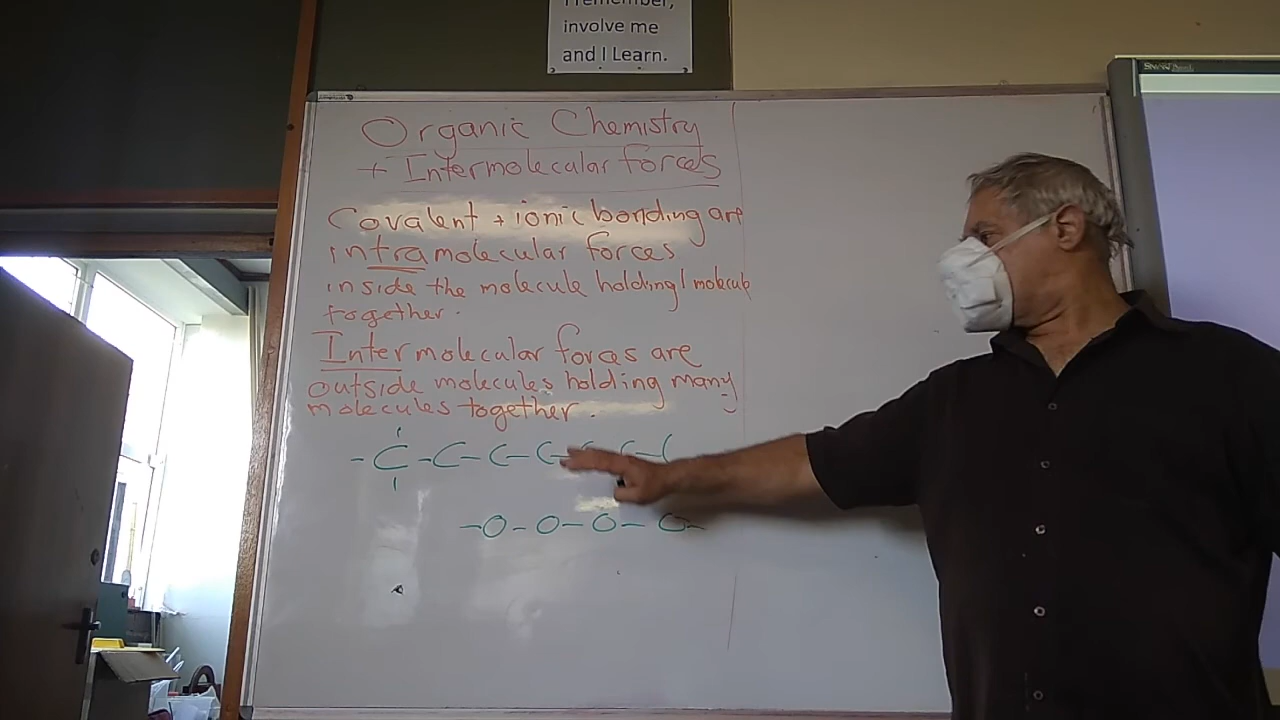 I remember,
involve me
and I Learn.
Organic Chemistry
+ Intermolecular forces
Covalent + ionic bonding are
intramolecular forces
inside the molecule holding 1 molecule
together.
Intermolecular forces are
outside molecules holding many
molecules together.
-C-C-C-C-C-C-C
-O-O-O-O-